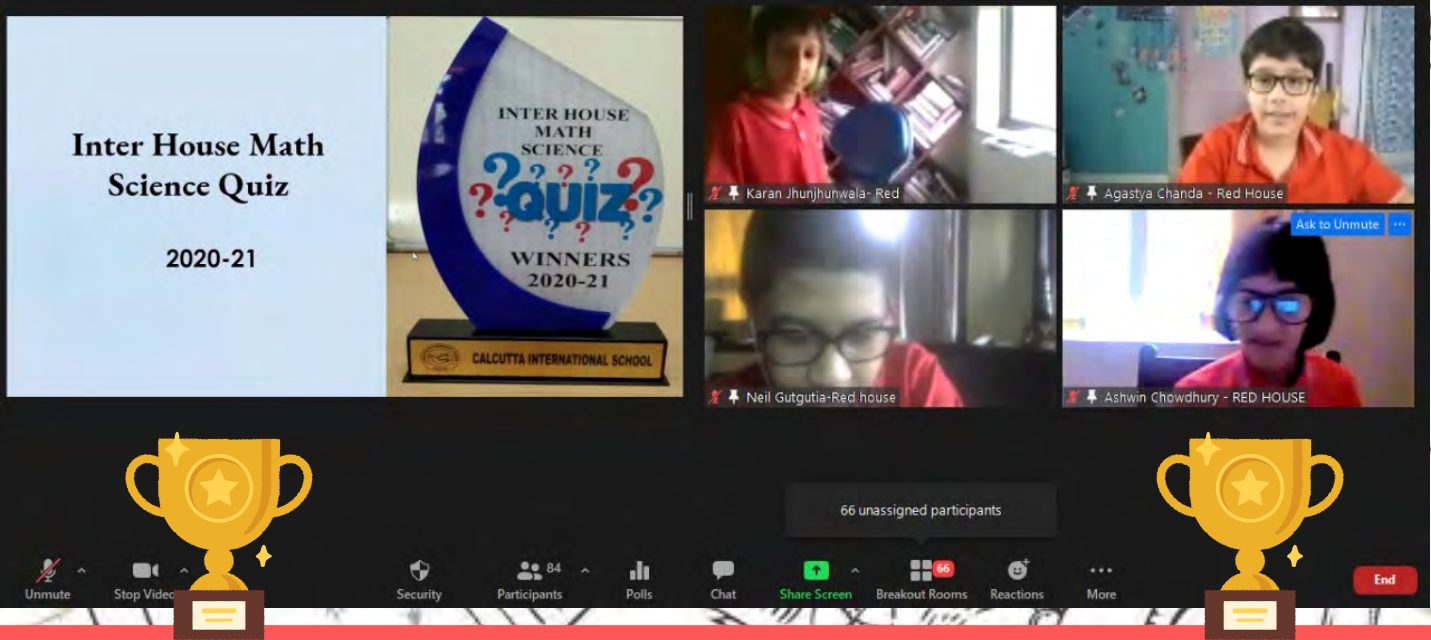 Inter House Math
Science Quiz
2020-21
INTER HOUSE
MATH
SCIENCE
QUIZ
WINNERS
2020-21
CALCUTTA INTERNATIONAL SCHOOL
Karan Jhunjhunwala- Red
Agastya Chanda - Red House
Ask to Unmute
Neil Gutgutia-Red house
Ashwin Chowdhury - RED HOUSE
66 unassigned participants
84
66
Unmute
Stop Video
Security
Participants
Polls
Chat
Share Screen
Breakout Rooms
Reactions
More
End